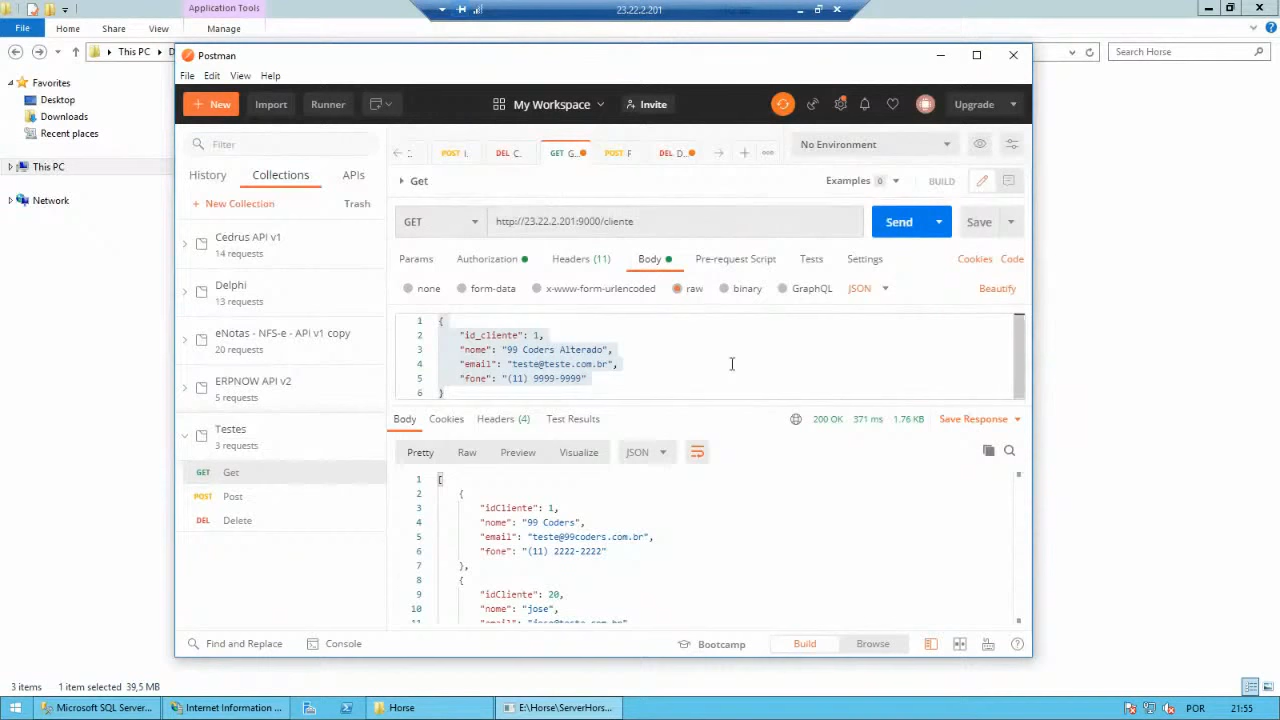 Application Tools
23.22.2.201
File Home Share View Manage
This PC
Search Horse
Favorites
Desktop
Downloads
Recent places
This PC
Network
Postman
File Edit View Help
New Import Runner My Workspace Invite Upgrade
Filter
History Collections APIs
New Collection Trash
Cedrus API v1
14 requests
Delphi
13 requests
eNotas - NFS-e - API v1 copy
20 requests
ERPNOW API v2
5 requests
Testes
3 requests
GET Get
POST Post
DEL Delete
POST DEL C. GET G... POST F DEL D... No Environment
Get Examples 0 BUILD
GET http://23.22.2.201:9000/cliente Send Save
Params Authorization Headers (11) Body Pre-request Script Tests Settings Cookies Code
none form-data x-www-form-urlencoded raw binary GraphQL JSON Beautify
1 {
2 "id_cliente": 1,
3 "nome": "99 Coders Alterado",
4 "email": "teste@teste.com.br",
5 "fone": "(11) 9999-9999"
6 }
Body Cookies Headers (4) Test Results 200 OK 371 ms 1.76 KB Save Response
Pretty Raw Preview Visualize JSON
1 [
2 {
3 "idCliente": 1,
4 "nome": "99 Coders",
5 "email": "teste@99coders.com.br",
6 "fone": "(11) 2222-2222"
7 },
8 {
9 "idCliente": 20,
10 "nome": "jose",
11 "email": "jose@teste.com.br"
Find and Replace Console Bootcamp Build Browse
3 items 1 item selected 39,5 MB
Microsoft SQL Server... Internet Information ... Horse E:\Horse\ServerHors... POR 21:55